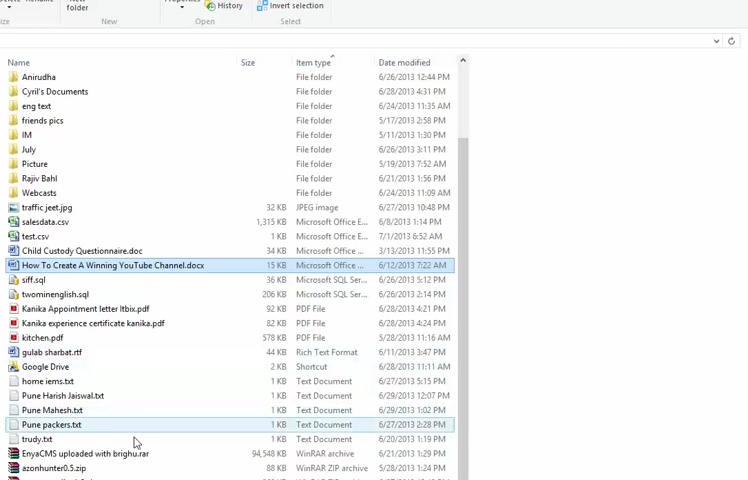 New
folder
History
Invert selection
New
Open
Select
Name Size Item type Date modified
Anirudha File folder 6/26/2013 12:44 PM
Cyril's Documents File folder 6/28/2013 4:31 PM
eng text File folder 6/24/2013 11:35 AM
friends pics File folder 5/17/2013 2:58 PM
IM File folder 5/11/2013 1:30 PM
July File folder 6/26/2013 3:11 PM
Picture File folder 5/19/2013 7:52 AM
Rajiv Bahl File folder 6/21/2013 1:56 PM
Webcasts File folder 6/24/2013 11:09 AM
traffic jeet.jpg 32 KB JPEG image 6/27/2013 10:48 PM
salesdata.csv 1,315 KB Microsoft Office E... 6/8/2013 1:14 PM
test.csv 1 KB Microsoft Office E... 7/1/2013 6:52 AM
Child Custody Questionnaire.doc 34 KB Microsoft Office ... 3/13/2013 11:55 PM
How To Create A Winning YouTube Channel.docx 15 KB Microsoft Office ... 6/12/2013 7:22 AM
siff.sql 36 KB Microsoft SQL Ser... 6/26/2013 5:12 PM
twominenglish.sql 206 KB Microsoft SQL Ser... 6/26/2013 2:14 PM
Kanika Appointment letter ltbix.pdf 92 KB PDF File 6/28/2013 4:21 PM
Kanika experience certificate kanika.pdf 82 KB PDF File 6/28/2013 4:24 PM
kitchen.pdf 578 KB PDF File 5/28/2013 11:16 AM
gulab sharbat.rtf 44 KB Rich Text Format 6/11/2013 3:47 PM
Google Drive 2 KB Shortcut 6/28/2013 11:11 AM
home iems.txt 1 KB Text Document 6/27/2013 5:15 PM
Pune Harish Jaiswal.txt 1 KB Text Document 6/29/2013 12:07 PM
Pune Mahesh.txt 1 KB Text Document 6/29/2013 1:02 PM
Pune packers.txt 1 KB Text Document 6/27/2013 2:28 PM
trudy.txt 1 KB Text Document 6/20/2013 1:19 PM
EnyaCMS uploaded with brighu.rar 94,548 KB WinRAR archive 6/21/2013 1:29 PM
azonhunter0.5.zip 88 KB WinRAR ZIP archive 5/28/2013 1:24 PM